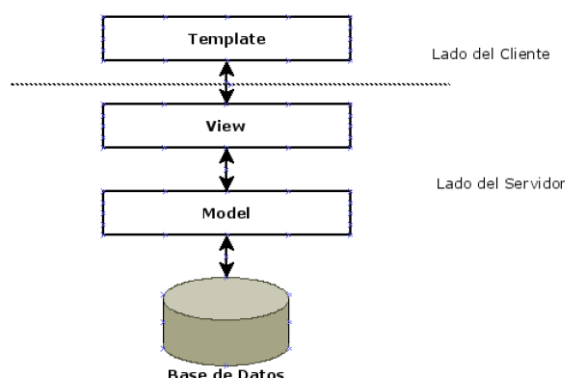 Template
Lado del Cliente
View
Lado del Servidor
Model
Base de Datos